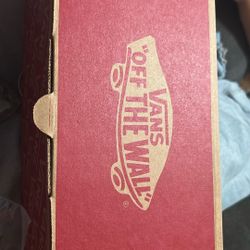 VANS
"OFF THE WALL"
®